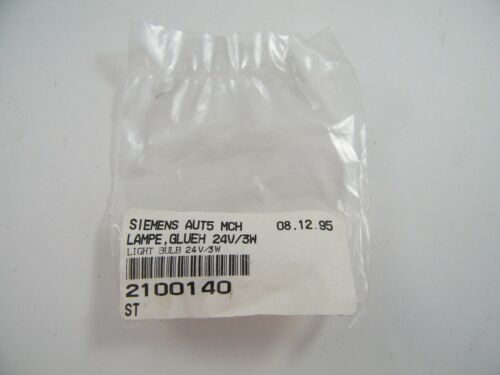 SIEMENS AUT5 MCH 08.12.95
LAMPE,GLUEH 24V/3W
LIGHT BULB 24V/3W
2100140
ST